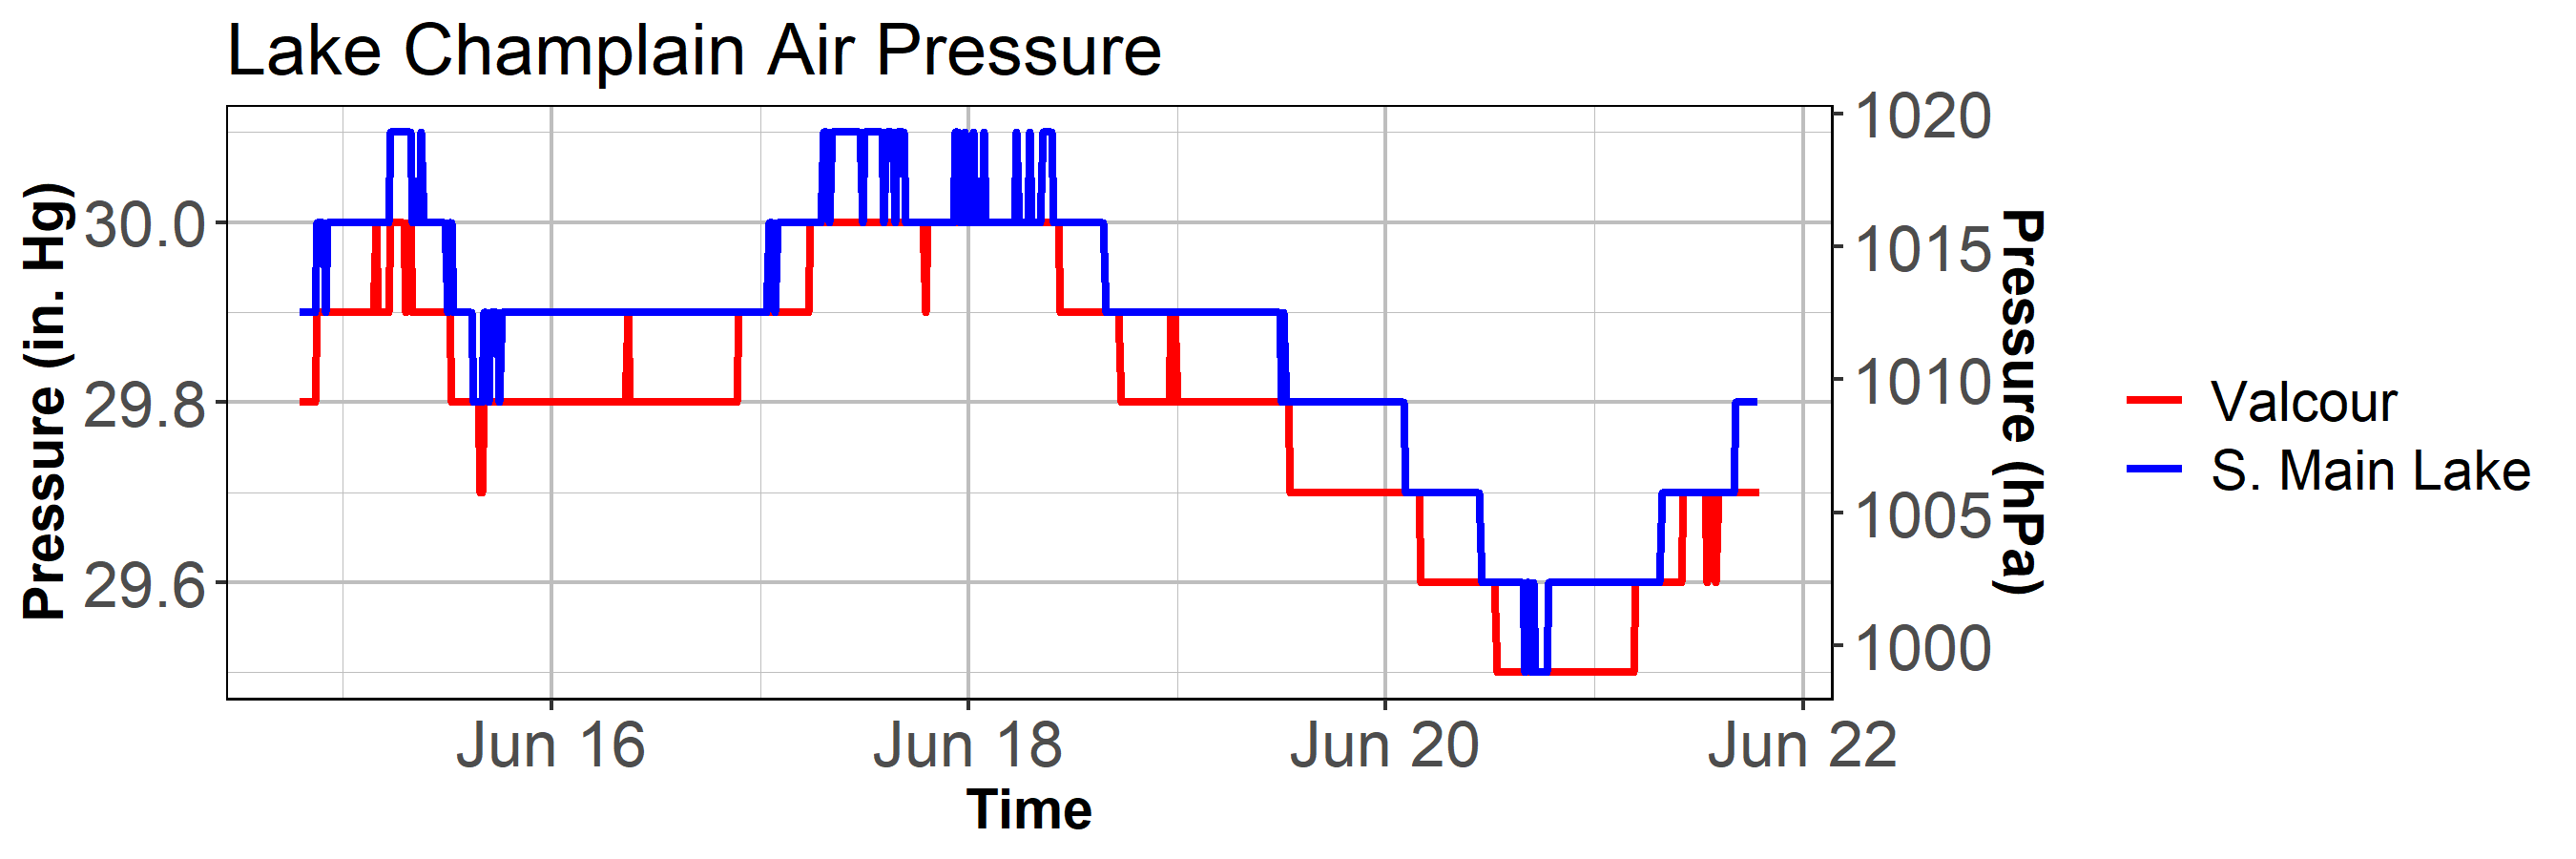 Lake Champlain Air Pressure
Pressure (in. Hg)
30.0
29.8
29.6
1020
1015
1010
1005
1000
Pressure (hPa)
Jun 16
Jun 18
Jun 20
Jun 22
Time
Valcour
S. Main Lake